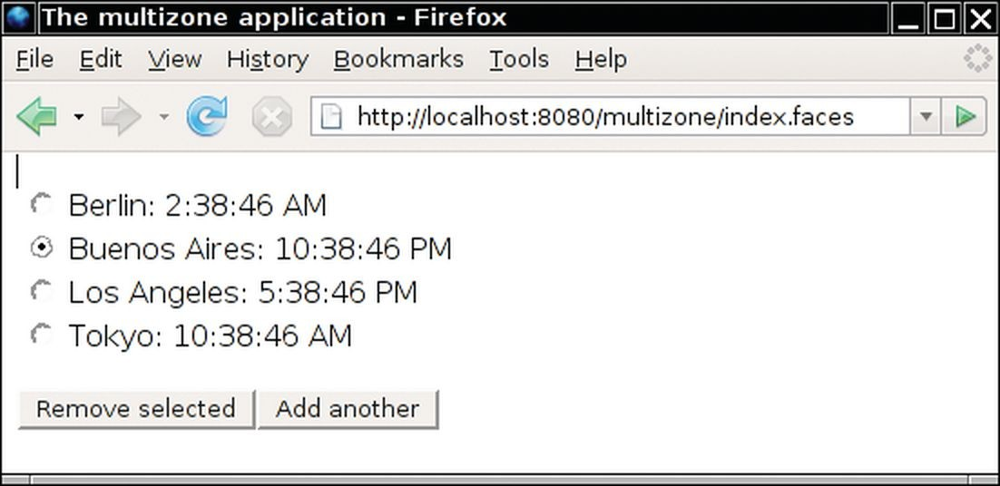 The multizone application - Firefox
File Edit View History Bookmarks Tools Help
http://localhost:8080/multizone/index.faces
Berlin: 2:38:46 AM
Buenos Aires: 10:38:46 PM
Los Angeles: 5:38:46 PM
Tokyo: 10:38:46 AM
Remove selected Add another